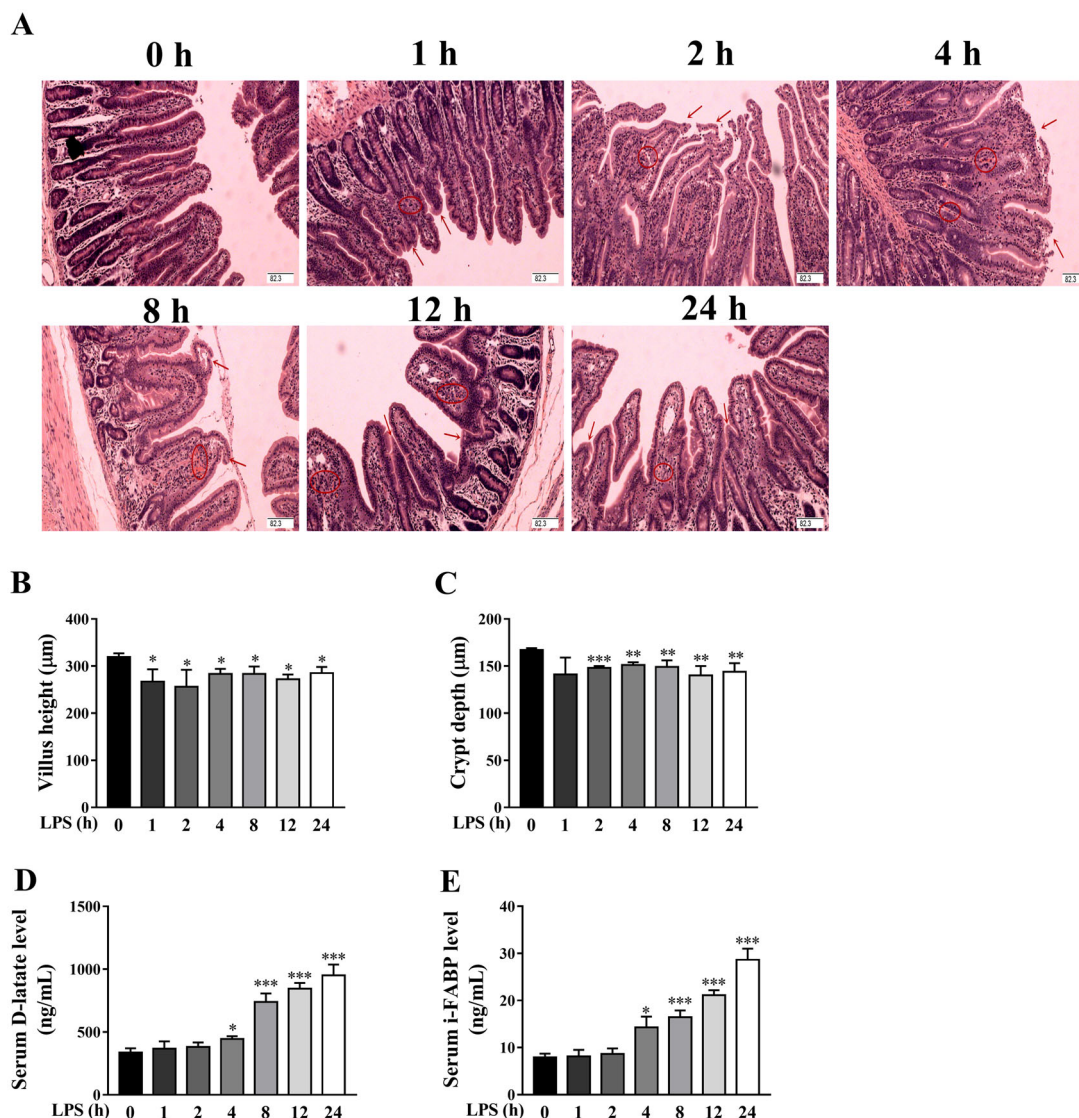 A
0 h 1 h 2 h 4 h
82.3 82.3 82.3 82.3
8 h 12 h 24 h
82.3 82.3 82.3
B
Villus height (μm)
400
300
200
100
0
* * * * * *
LPS (h) 0 1 2 4 8 12 24
C
Crypt depth (μm)
200
150
100
50
0
*** ** ** ** **
LPS (h) 0 1 2 4 8 12 24
D
Serum D-latate level
(ng/mL)
1500
1000
500
0
* *** *** ***
LPS (h) 0 1 2 4 8 12 24
E
Serum i-FABP level
(ng/mL)
40
30
20
10
0
* *** *** ***
LPS (h) 0 1 2 4 8 12 24